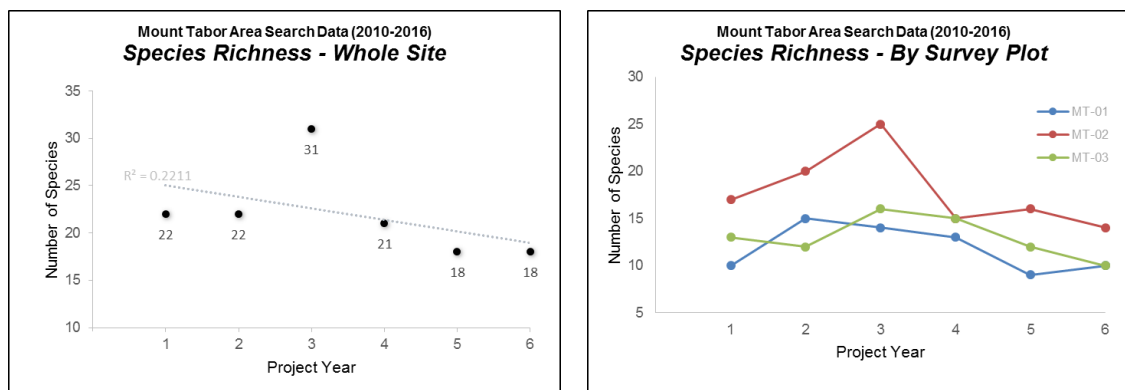 Mount Tabor Area Search Data (2010-2016)
Species Richness - Whole Site
35
30
25
20
15
10
Number of Species
R² = 0.2211
22
22
31
21
18
18
1 2 3 4 5 6
Project Year
Mount Tabor Area Search Data (2010-2016)
Species Richness - By Survey Plot
30
25
20
15
10
5
Number of Species
MT-01
MT-02
MT-03
1 2 3 4 5 6
Project Year